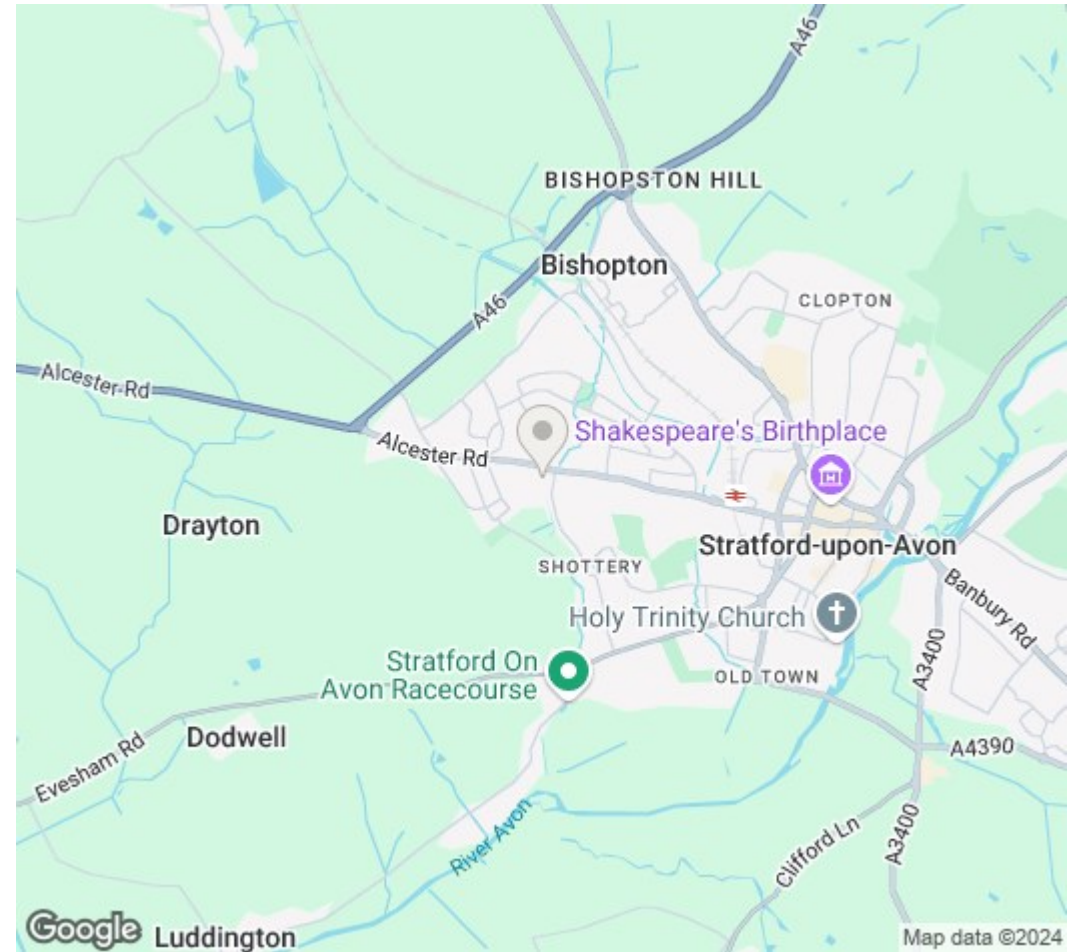 A46
BISHOPSTON HILL
Bishopton
CLOPTON
A46
Alcester Rd
Alcester Rd
Shakespeare's Birthplace
Drayton
Stratford-upon-Avon
SHOTTERY
Banbury Rd
Holy Trinity Church
A3400
Stratford On
Avon Racecourse
OLD TOWN
Dodwell
A4390
Evesham Rd
River Avon
Clifford Ln
A3400
Google
Luddington
Map data ©2024